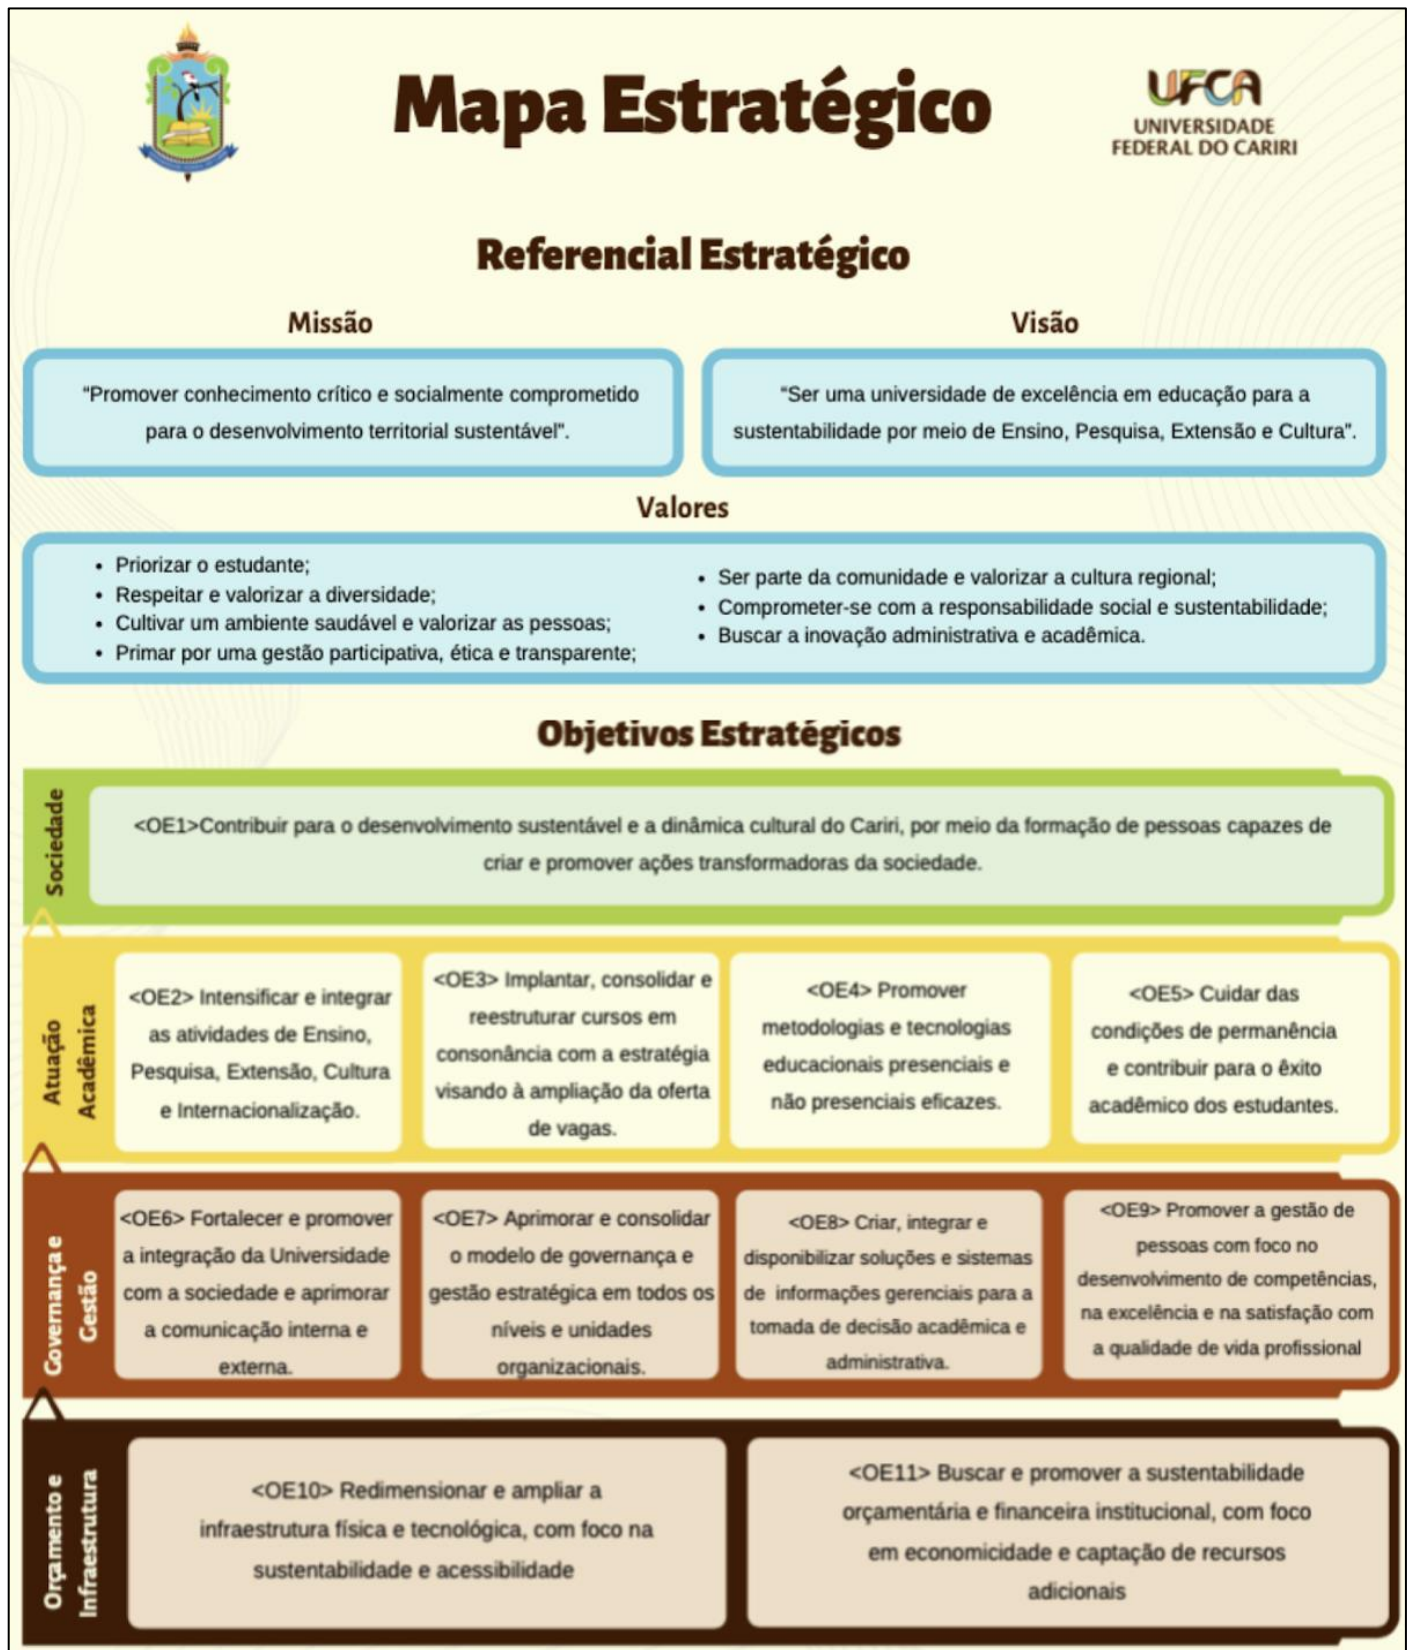 Mapa Estratégico
UFCA
UNIVERSIDADE
FEDERAL DO CARIRI
Referencial Estratégico
Missão
“Promover conhecimento crítico e socialmente comprometido
para o desenvolvimento territorial sustentável”.
Visão
“Ser uma universidade de excelência em educação para a
sustentabilidade por meio de Ensino, Pesquisa, Extensão e Cultura”.
Valores
• Priorizar o estudante;
• Respeitar e valorizar a diversidade;
• Cultivar um ambiente saudável e valorizar as pessoas;
• Primar por uma gestão participativa, ética e transparente;
• Ser parte da comunidade e valorizar a cultura regional;
• Comprometer-se com a responsabilidade social e sustentabilidade;
• Buscar a inovação administrativa e acadêmica.
Objetivos Estratégicos
Sociedade
<OE1>Contribuir para o desenvolvimento sustentável e a dinâmica cultural do Cariri, por meio da formação de pessoas capazes de
criar e promover ações transformadoras da sociedade.
Atuação
Acadêmica
<OE2> Intensificar e integrar
as atividades de Ensino,
Pesquisa, Extensão, Cultura
e Internacionalização.
<OE3> Implantar, consolidar e
reestruturar cursos em
consonância com a estratégia
visando à ampliação da oferta
de vagas.
<OE4> Promover
metodologias e tecnologias
educacionais presenciais e
não presenciais eficazes.
<OE5> Cuidar das
condições de permanência
e contribuir para o êxito
acadêmico dos estudantes.
Governança e
Gestão
<OE6> Fortalecer e promover
a integração da Universidade
com a sociedade e aprimorar
a comunicação interna e
externa.
<OE7> Aprimorar e consolidar
o modelo de governança e
gestão estratégica em todos os
níveis e unidades
organizacionais.
<OE8> Criar, integrar e
disponibilizar soluções e sistemas
de informações gerenciais para a
tomada de decisão acadêmica e
administrativa.
<OE9> Promover a gestão de
pessoas com foco no
desenvolvimento de competências,
na excelência e na satisfação com
a qualidade de vida profissional
Orçamento e
Infraestrutura
<OE10> Redimensionar e ampliar a
infraestrutura física e tecnológica, com foco na
sustentabilidade e acessibilidade
<OE11> Buscar e promover a sustentabilidade
orçamentária e financeira institucional, com foco
em economicidade e captação de recursos
adicionais